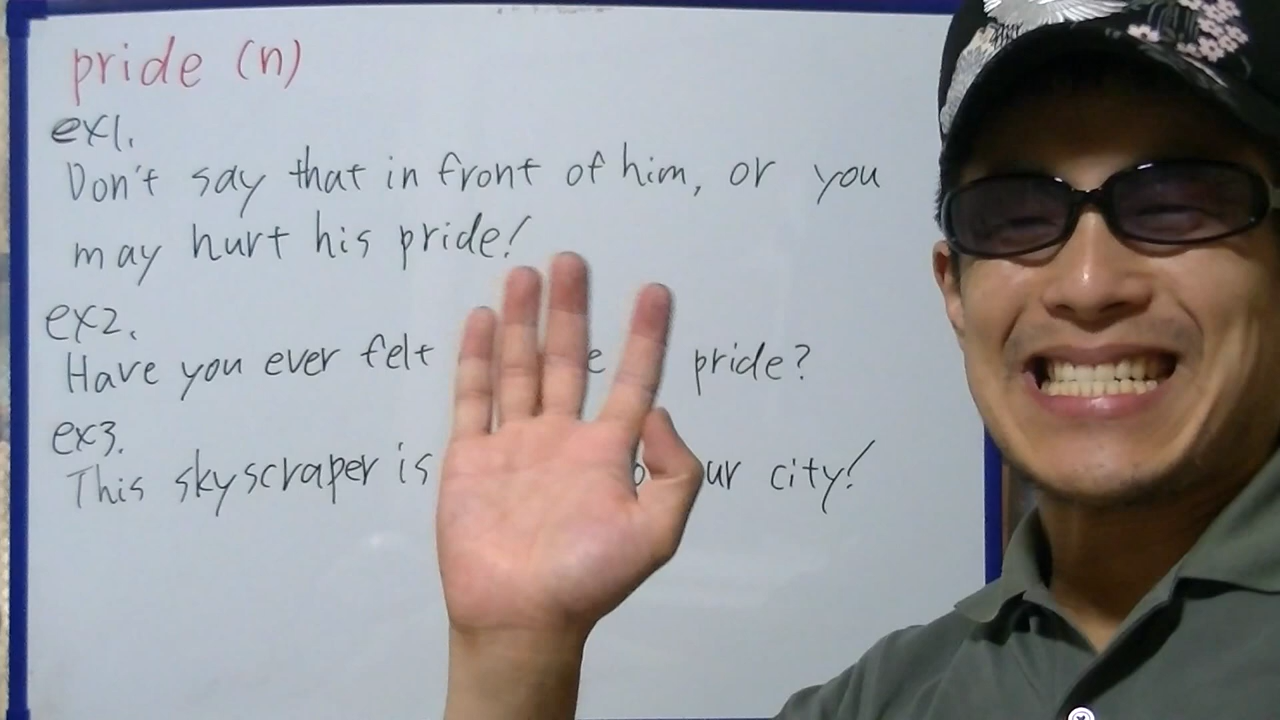 pride (n)
ex1.
Don't say that in front of him, or you
may hurt his pride!
ex2.
Have you ever felt pride?
ex3.
This skyscraper is city!